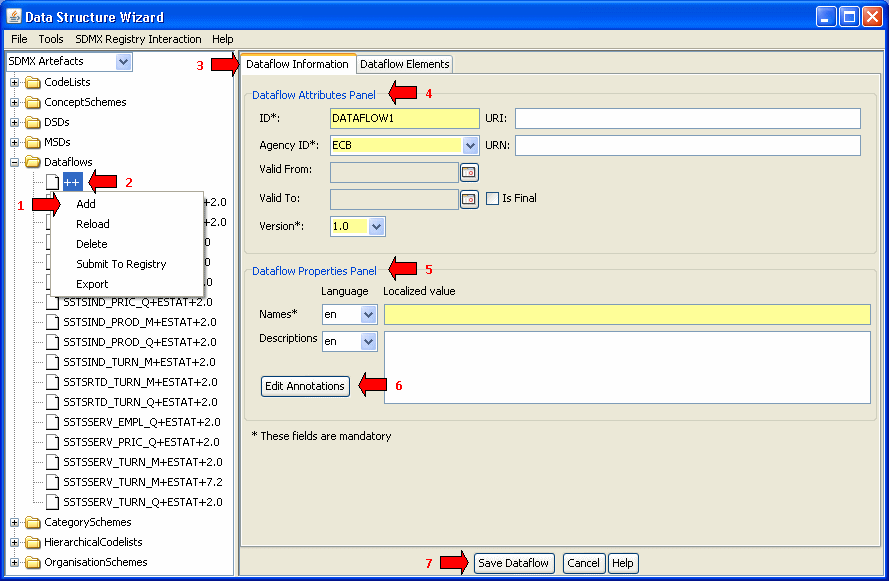 Data Structure Wizard
File Tools SDMX Registry Interaction Help
SDMX Artefacts
CodeLists
ConceptSchemes
DSDs
MSDs
Dataflows
++
2
1
Add
Reload
Delete
Submit To Registry
Export
+2.0
+2.0
0
.0
.0
SSTSIND_PRIC_Q+ESTAT+2.0
SSTSIND_PROD_M+ESTAT+2.0
SSTSIND_PROD_Q+ESTAT+2.0
SSTSIND_TURN_M+ESTAT+2.0
SSTSRTD_TURN_M+ESTAT+2.0
SSTSRTD_TURN_Q+ESTAT+2.0
SSTSSERV_EMPL_Q+ESTAT+2.0
SSTSSERV_PRIC_Q+ESTAT+2.0
SSTSSERV_TURN_M+ESTAT+2.0
SSTSSERV_TURN_M+ESTAT+7.2
SSTSSERV_TURN_Q+ESTAT+2.0
CategorySchemes
HierarchicalCodelists
OrganisationSchemes
3
Dataflow Information Dataflow Elements
Dataflow Attributes Panel 4
ID*: DATAFLOW1 URI:
Agency ID*: ECB URN:
Valid From:
Valid To: Is Final
Version*: 1.0
Dataflow Properties Panel 5
Language Localized value
Names* en
Descriptions en
Edit Annotations 6
* These fields are mandatory
7 Save Dataflow Cancel Help